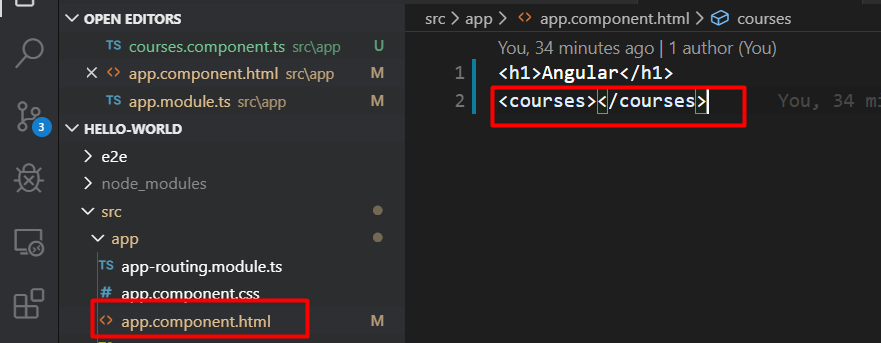 OPEN EDITORS
TS courses.component.ts src\app U
<> app.component.html src\app M
TS app.module.ts src\app M
HELLO-WORLD
e2e
node_modules
src
app
TS app-routing.module.ts
# app.component.css
<> app.component.html M
3
src > app > <> app.component.html > courses
You, 34 minutes ago | 1 author (You)
1 <h1>Angular</h1>
2 <courses></courses> You, 34 mi